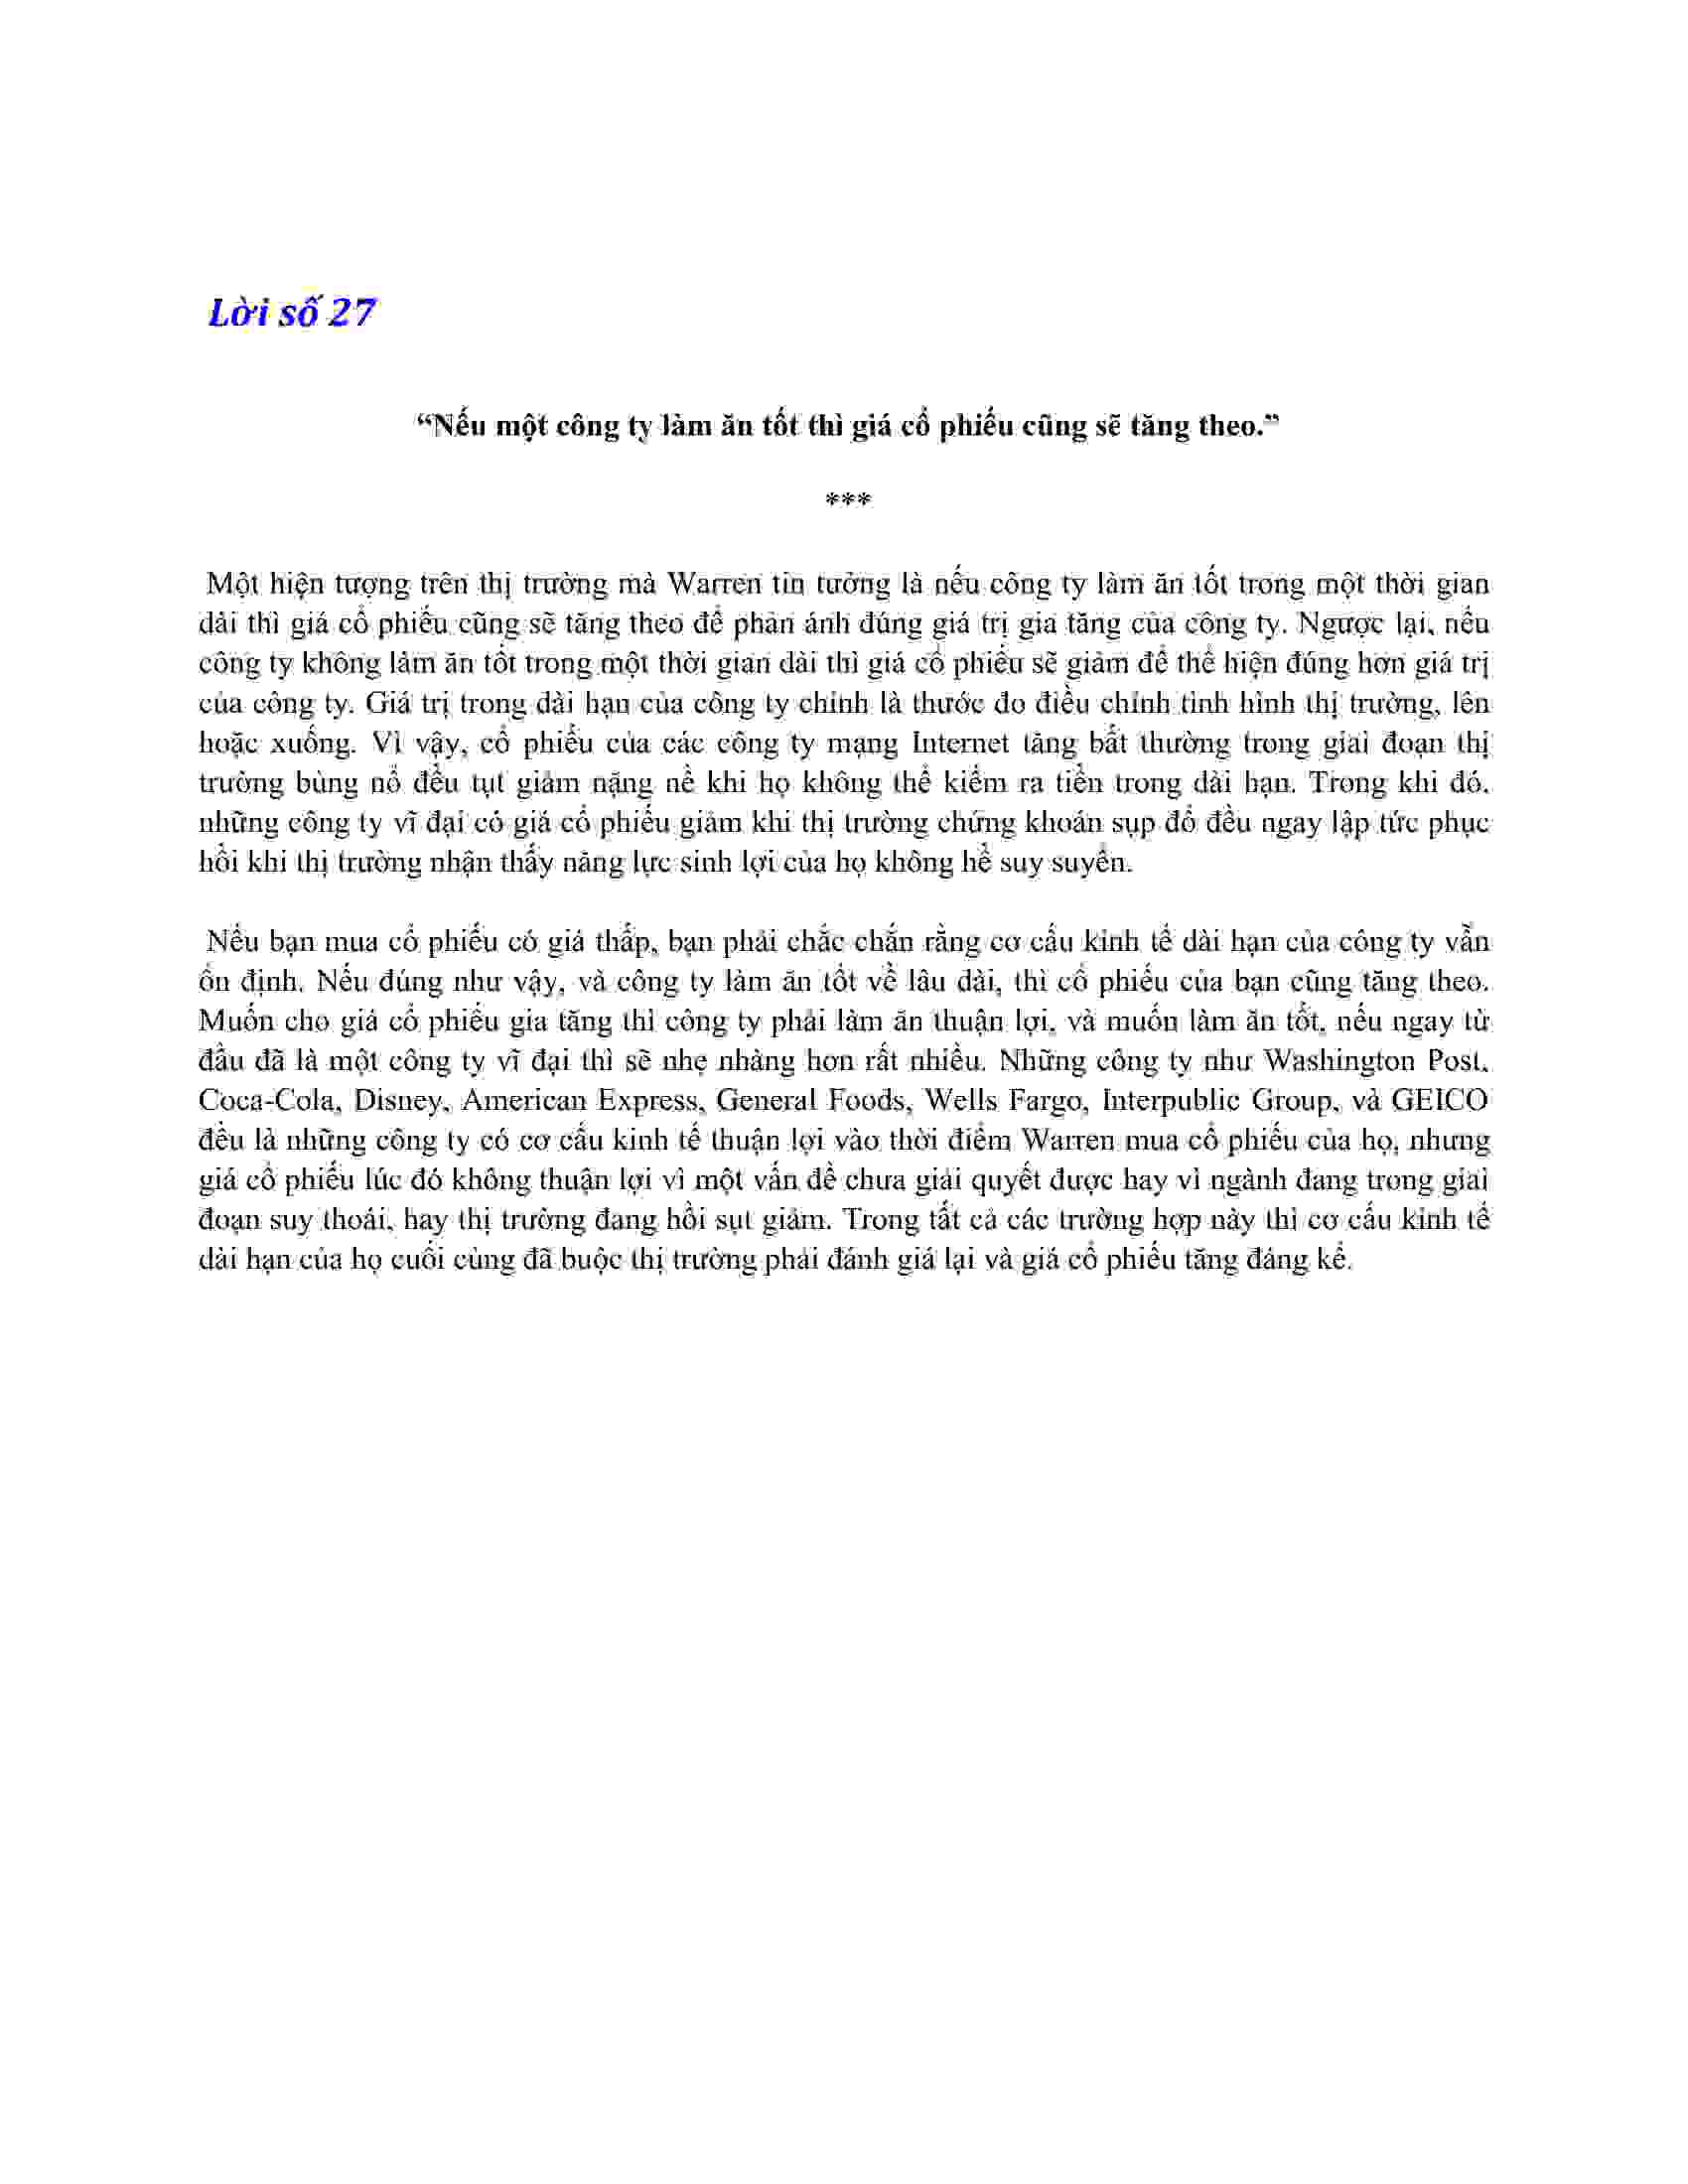 Lời số 27
“Nếu một công ty làm ăn tốt thì giá cổ phiếu cũng sẽ tăng theo.”
***
Một hiện tượng trên thị trường mà Warren tin tưởng là nếu công ty làm ăn tốt trong một thời gian
dài thì giá cổ phiếu cũng sẽ tăng theo để phản ánh đúng giá trị gia tăng của công ty. Ngược lại, nếu
công ty không làm ăn tốt trong một thời gian dài thì giá cổ phiếu sẽ giảm để thể hiện đúng hơn giá trị
của công ty. Giá trị trong dài hạn của công ty chính là thước đo điều chỉnh tình hình thị trường, lên
hoặc xuống. Vì vậy, cổ phiếu của các công ty mạng Internet tăng bất thường trong giai đoạn thị
trường bùng nổ đều tụt giảm nặng nề khi họ không thể kiếm ra tiền trong dài hạn. Trong khi đó,
những công ty vĩ đại có giá cổ phiếu giảm khi thị trường chứng khoán sụp đổ đều ngay lập tức phục
hồi khi thị trường nhận thấy năng lực sinh lợi của họ không hề suy suyển.
Nếu bạn mua cổ phiếu có giá thấp, bạn phải chắc chắn rằng cơ cấu kinh tế dài hạn của công ty vẫn
ổn định. Nếu đúng như vậy, và công ty làm ăn tốt về lâu dài, thì cổ phiếu của bạn cũng tăng theo.
Muốn cho giá cổ phiếu gia tăng thì công ty phải làm ăn thuận lợi, và muốn làm ăn tốt, nếu ngay từ
đầu đã là một công ty vĩ đại thì sẽ nhẹ nhàng hơn rất nhiều. Những công ty như Washington Post,
Coca-Cola, Disney, American Express, General Foods, Wells Fargo, Interpublic Group, và GEICO
đều là những công ty có cơ cấu kinh tế thuận lợi vào thời điểm Warren mua cổ phiếu của họ, nhưng
giá cổ phiếu lúc đó không thuận lợi vì một vấn đề chưa giải quyết được hay vì ngành đang trong giai
đoạn suy thoái, hay thị trường đang hồi sụt giảm. Trong tất cả các trường hợp này thì cơ cấu kinh tế
dài hạn của họ cuối cùng đã buộc thị trường phải đánh giá lại và giá cổ phiếu tăng đáng kể.